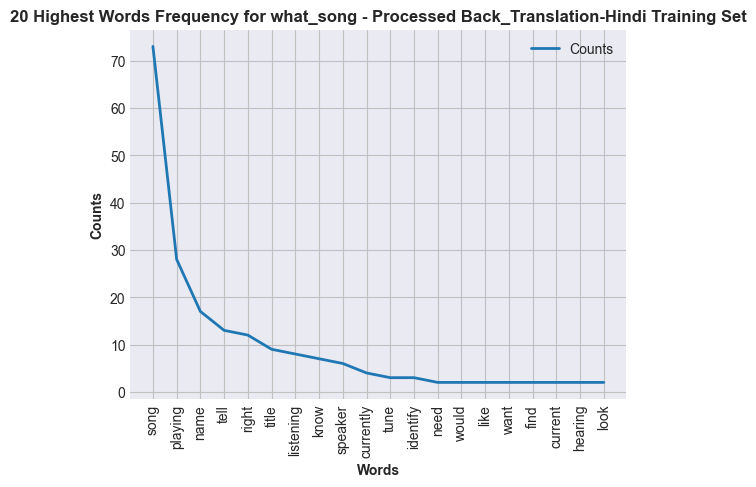 20 Highest Words Frequency for what_song - Processed Back_Translation-Hindi Training Set
Counts
Counts
70
60
50
40
30
20
10
0
song
playing
name
tell
right
title
listening
know
speaker
currently
tune
identify
need
would
like
want
find
current
hearing
look
Words